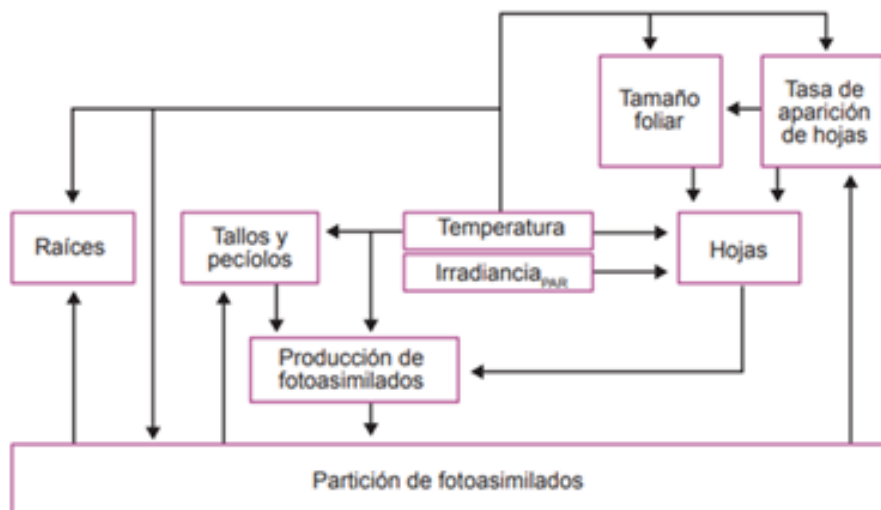 Tamaño
foliar
Tasa de
aparición
de hojas
Raíces
Tallos y
pecíolos
Temperatura
Irradiancia PAR
Hojas
Producción de
fotoasimilados
Partición de fotoasimilados